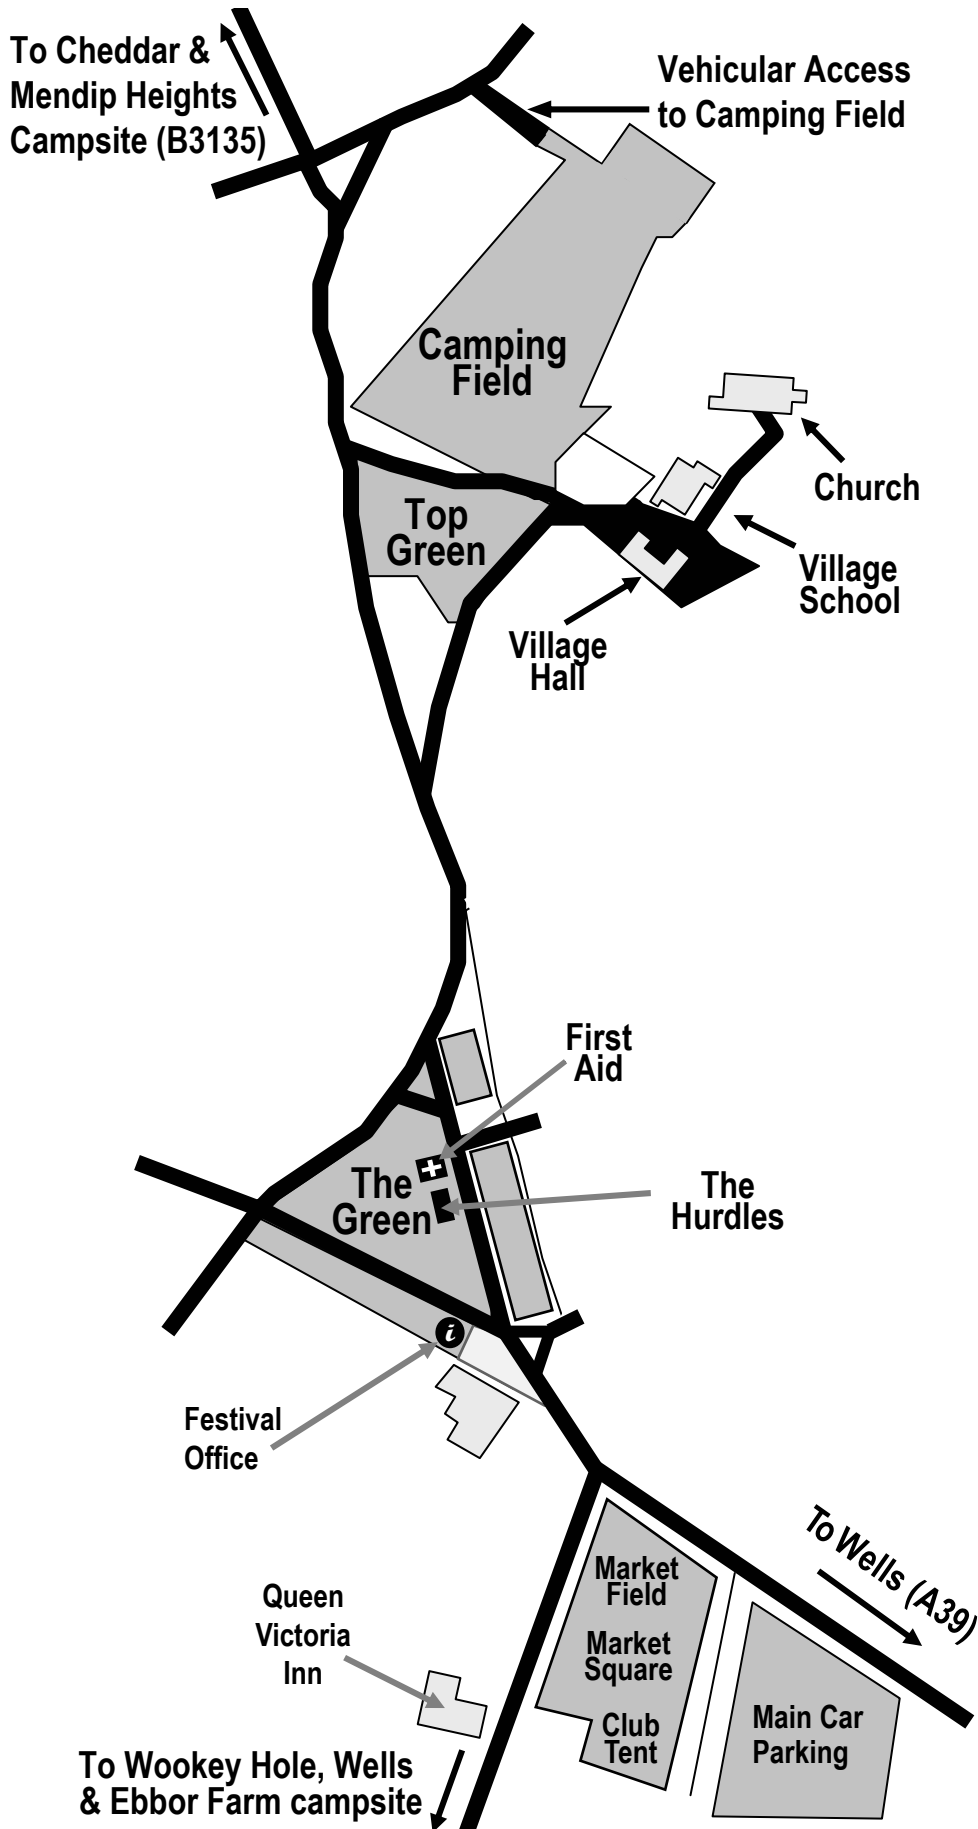 To Cheddar &
Mendip Heights
Campsite (B3135)
Vehicular Access
to Camping Field
Camping
Field
Church
Top
Green
Village
School
Village
Hall
First
Aid
The
Green
The
Hurdles
i
Festival
Office
To Wells (A39)
Market
Field
Market
Square
Club
Tent
Queen
Victoria
Inn
Main Car
Parking
To Wookey Hole, Wells
& Ebbor Farm campsite